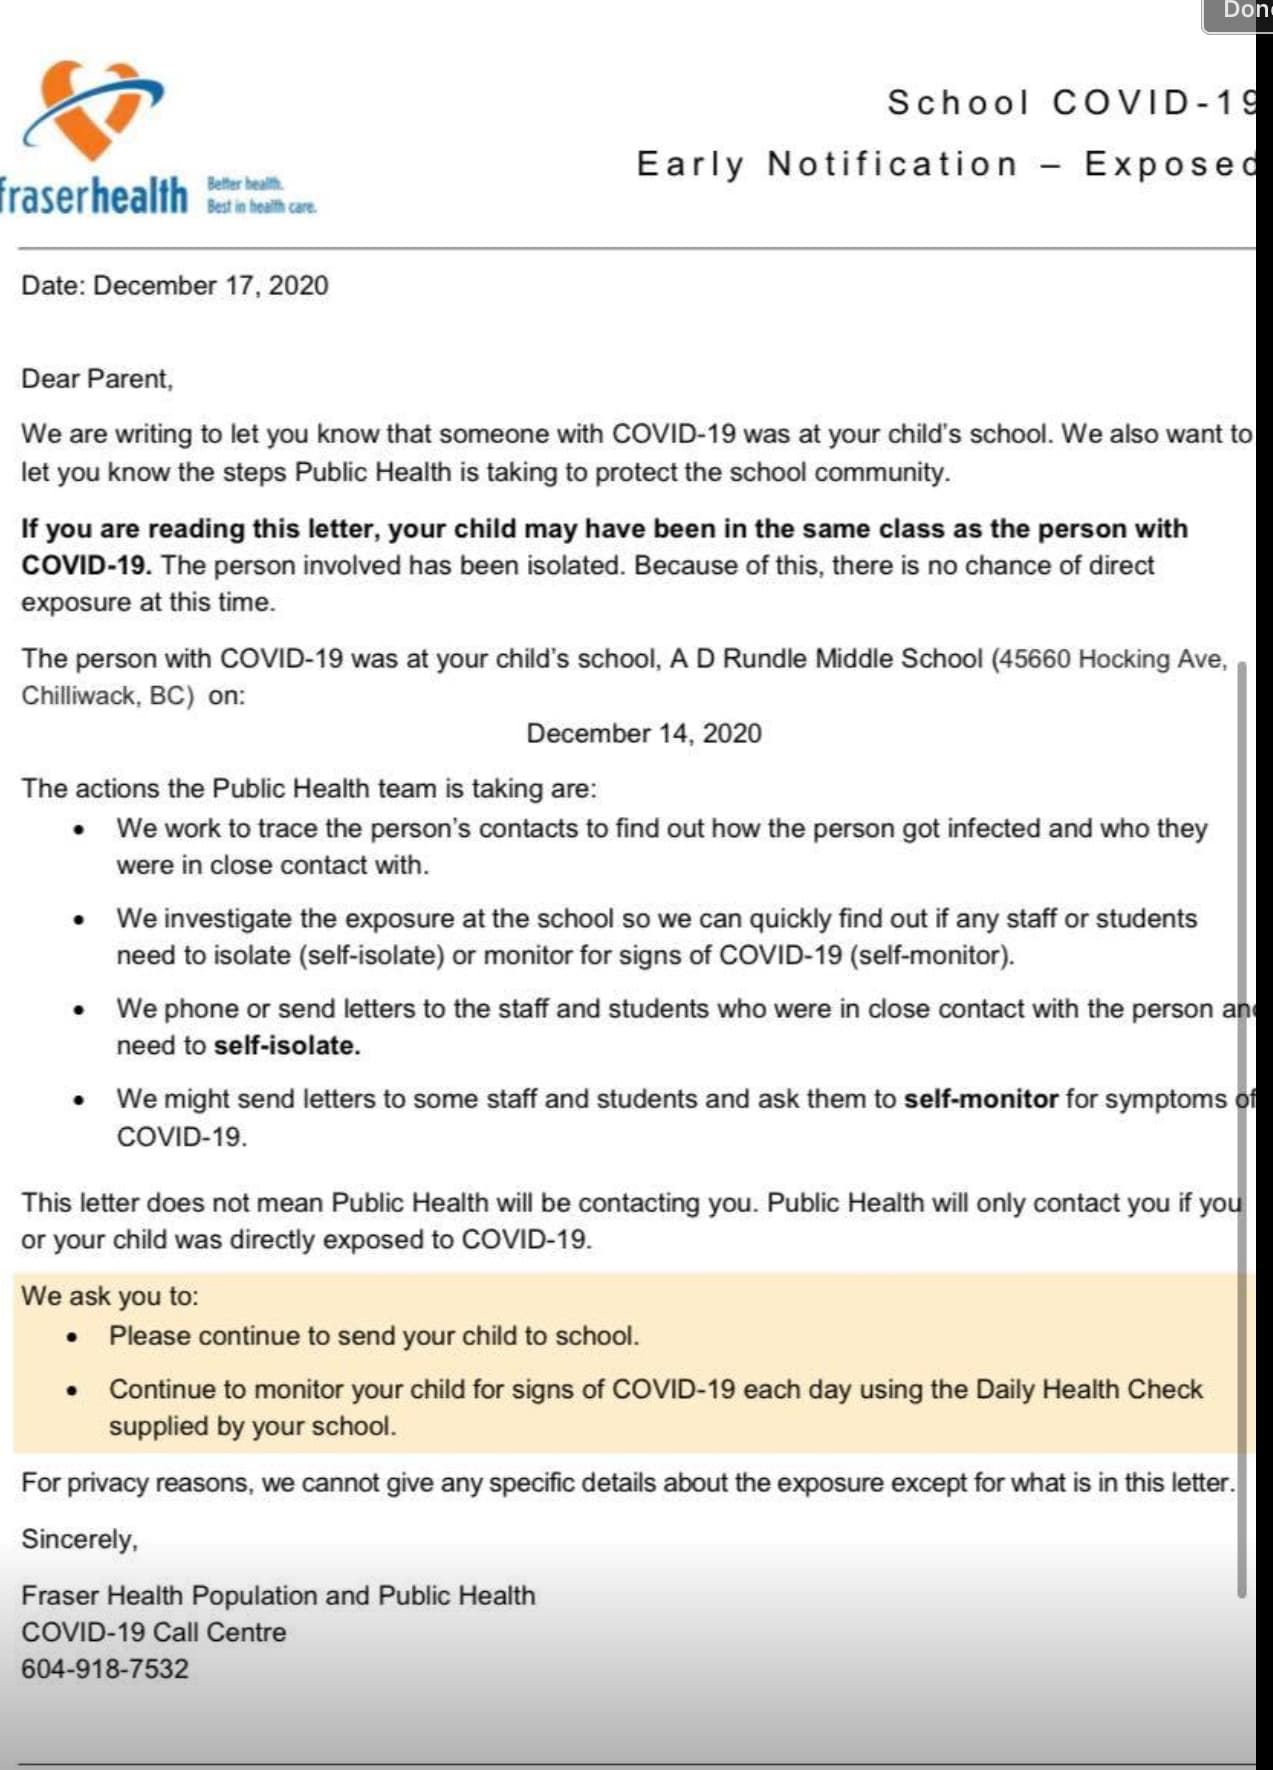 Done
School COVID-19
Early Notification – Exposed
fraserhealth
Better health.
Best in health care.
Date: December 17, 2020
Dear Parent,
We are writing to let you know that someone with COVID-19 was at your child's school. We also want to
let you know the steps Public Health is taking to protect the school community.
If you are reading this letter, your child may have been in the same class as the person with
COVID-19. The person involved has been isolated. Because of this, there is no chance of direct
exposure at this time.
The person with COVID-19 was at your child's school, A D Rundle Middle School (45660 Hocking Ave,
Chilliwack, BC) on:
December 14, 2020
The actions the Public Health team is taking are:
• We work to trace the person's contacts to find out how the person got infected and who they
were in close contact with.
• We investigate the exposure at the school so we can quickly find out if any staff or students
need to isolate (self-isolate) or monitor for signs of COVID-19 (self-monitor).
• We phone or send letters to the staff and students who were in close contact with the person and
need to self-isolate.
• We might send letters to some staff and students and ask them to self-monitor for symptoms of
COVID-19.
This letter does not mean Public Health will be contacting you. Public Health will only contact you if you
or your child was directly exposed to COVID-19.
We ask you to:
• Please continue to send your child to school.
• Continue to monitor your child for signs of COVID-19 each day using the Daily Health Check
supplied by your school.
For privacy reasons, we cannot give any specific details about the exposure except for what is in this letter.
Sincerely,
Fraser Health Population and Public Health
COVID-19 Call Centre
604-918-7532